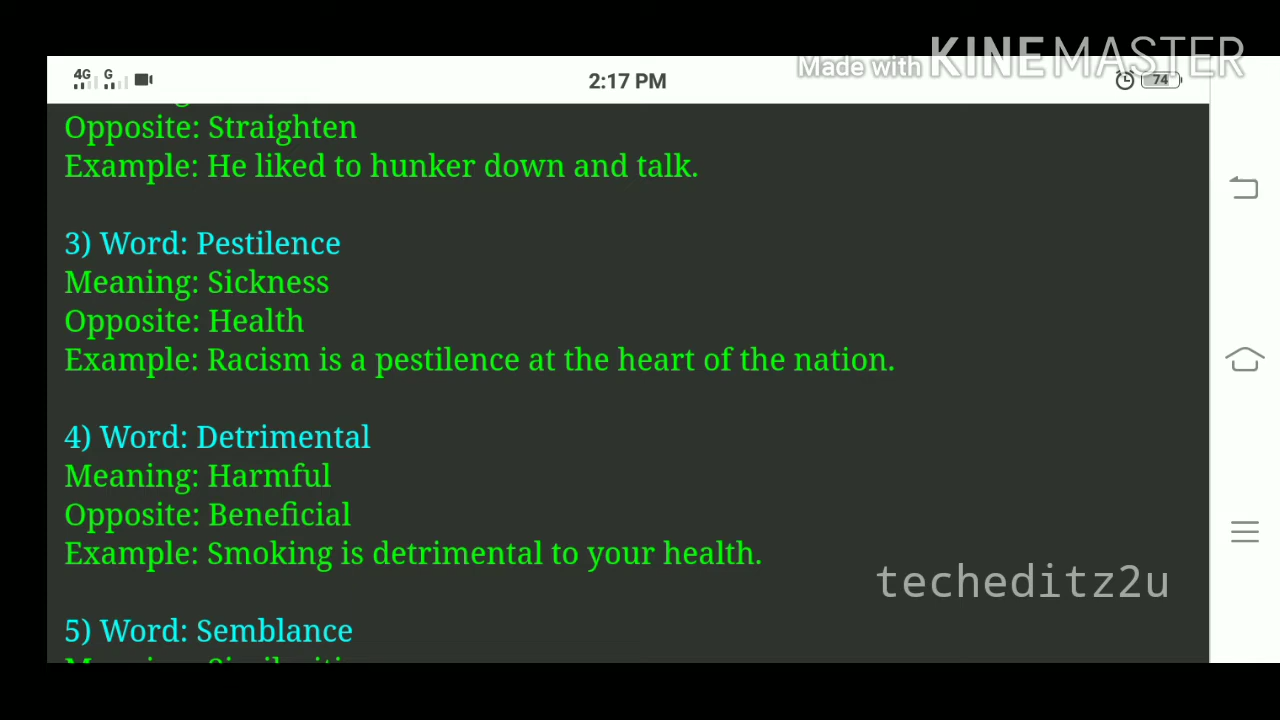 Made with KINEMASTER
4G G 2:17 PM 74
Opposite: Straighten
Example: He liked to hunker down and talk.
3) Word: Pestilence
Meaning: Sickness
Opposite: Health
Example: Racism is a pestilence at the heart of the nation.
4) Word: Detrimental
Meaning: Harmful
Opposite: Beneficial
Example: Smoking is detrimental to your health.
techeditz2u
5) Word: Semblance